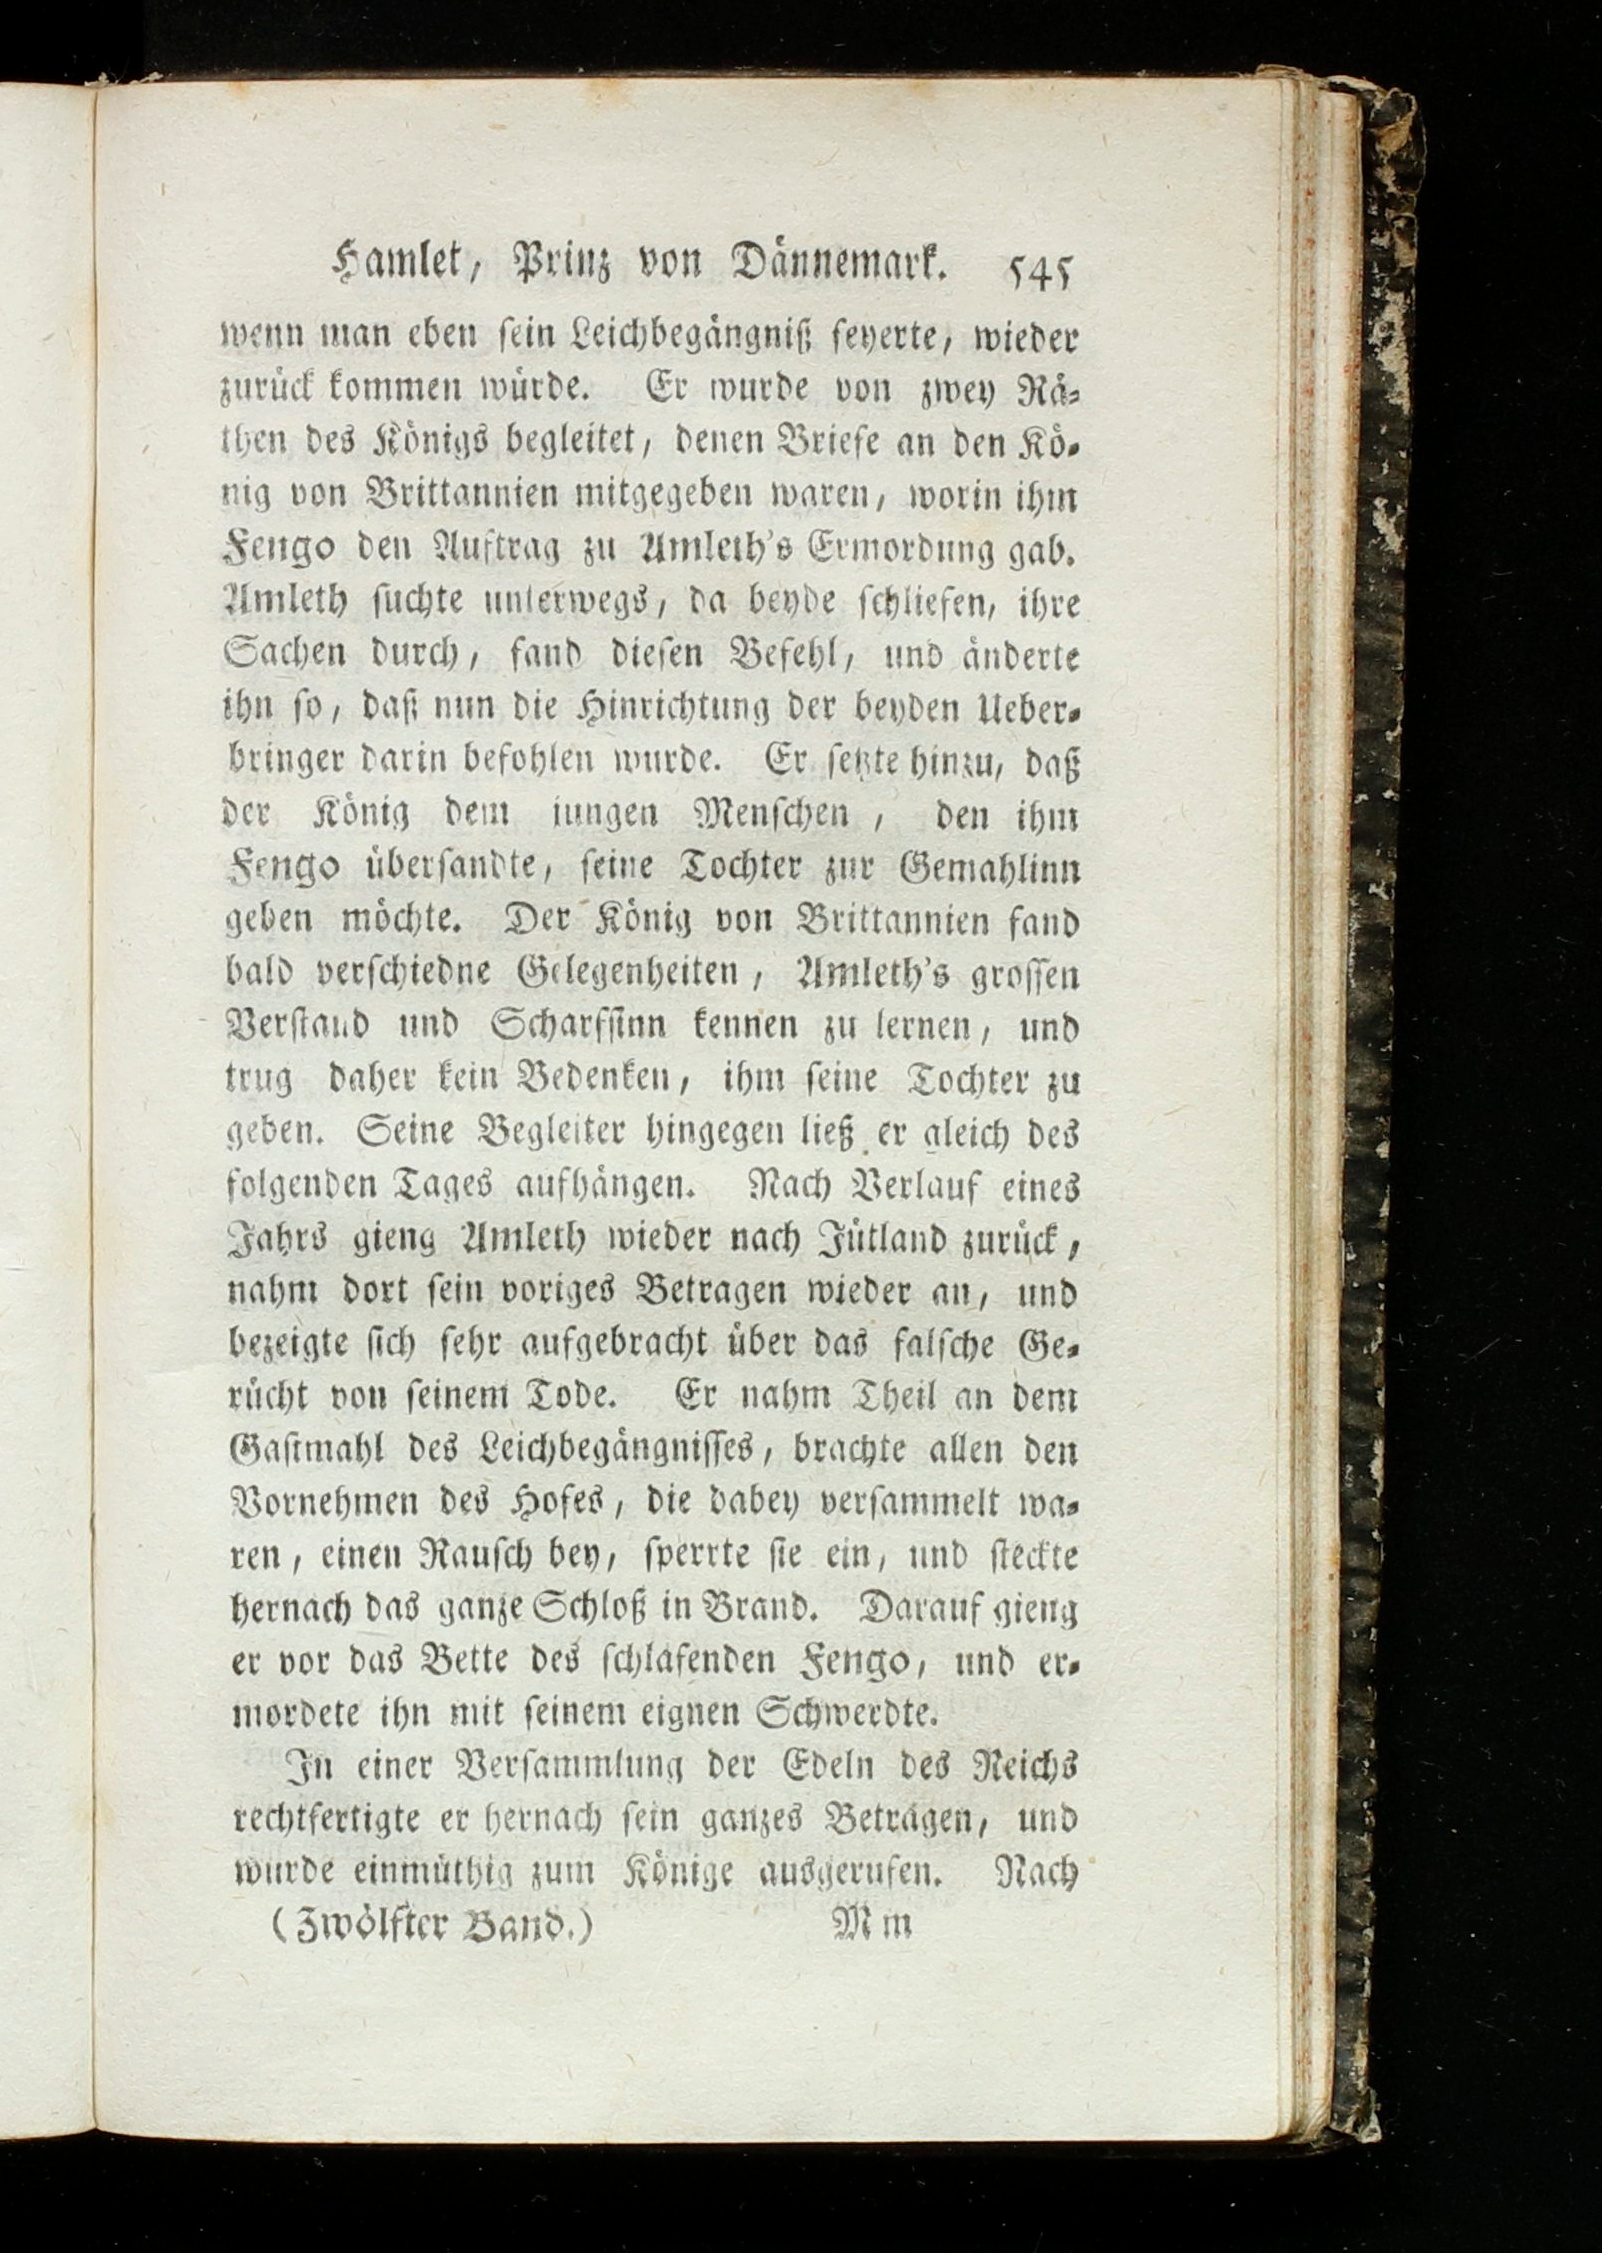 Hamlet, Prinz von Dännemark. 545
wenn man eben ſein Leichbegängniß feyerte, wieder
zurück kommen würde. Er wurde von zwey Rä⸗
then des Königs begleitet, denen Briefe an den Kö⸗
nig von Brittannien mitgegeben waren, worin ihm
Fengo den Auftrag zu Amleth's Ermordung gab.
Amleth ſuchte unterwegs, da beyde ſchliefen, ihre
Sachen durch, fand dieſen Befehl, und änderte
ihn ſo, daß nun die Hinrichtung der beyden Ueber⸗
bringer darin befohlen wurde. Er ſetzte hinzu, daß
der König dem jungen Menſchen, den ihm
Fengo überſandte, ſeine Tochter zur Gemahlinn
geben möchte. Der König von Brittannien fand
bald verſchiedne Gelegenheiten, Amleth's groſſen
Verſtand und Scharfſinn kennen zu lernen, und
trug daher kein Bedenken, ihm ſeine Tochter zu
geben. Seine Begleiter hingegen ließ er gleich des
folgenden Tages aufhängen. Nach Verlauf eines
Jahrs gieng Amleth wieder nach Jütland zurück,
nahm dort ſein voriges Betragen wieder an, und
bezeigte ſich ſehr aufgebracht über das falſche Ge⸗
rücht von ſeinem Tode. Er nahm Theil an dem
Gaſtmahl des Leichbegängniſſes, brachte allen den
Vornehmen des Hofes, die dabey verſammelt wa⸗
ren, einen Rauſch bey, ſperrte ſie ein, und ſteckte
hernach das ganze Schloß in Brand. Darauf gieng
er vor das Bette des ſchlafenden Fengo, und er⸗
mordete ihn mit ſeinem eignen Schwerdte.
In einer Verſammlung der Edeln des Reichs
rechtfertigte er hernach ſein ganzes Betragen, und
wurde einmüthig zum Könige ausgerufen. Nach
(Zwölfter Band.) M m